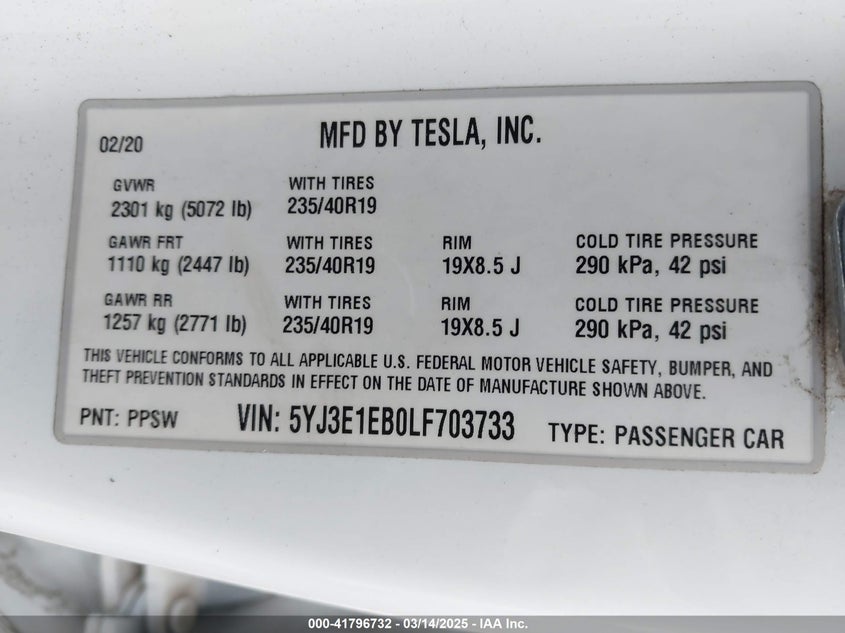 02/20 MFD BY TESLA, INC.
GVWR WITH TIRES
2301 kg (5072 lb) 235/40R19
GAWR FRT WITH TIRES RIM COLD TIRE PRESSURE
1110 kg (2447 lb) 235/40R19 19X8.5 J 290 kPa, 42 psi
GAWR RR WITH TIRES RIM COLD TIRE PRESSURE
1257 kg (2771 lb) 235/40R19 19X8.5 J 290 kPa, 42 psi
THIS VEHICLE CONFORMS TO ALL APPLICABLE U.S. FEDERAL MOTOR VEHICLE SAFETY, BUMPER, AND
THEFT PREVENTION STANDARDS IN EFFECT ON THE DATE OF MANUFACTURE SHOWN ABOVE.
PNT: PPSW VIN: 5YJ3E1EB0LF703733 TYPE: PASSENGER CAR
000-41796732 - 03/14/2025 - IAA Inc.